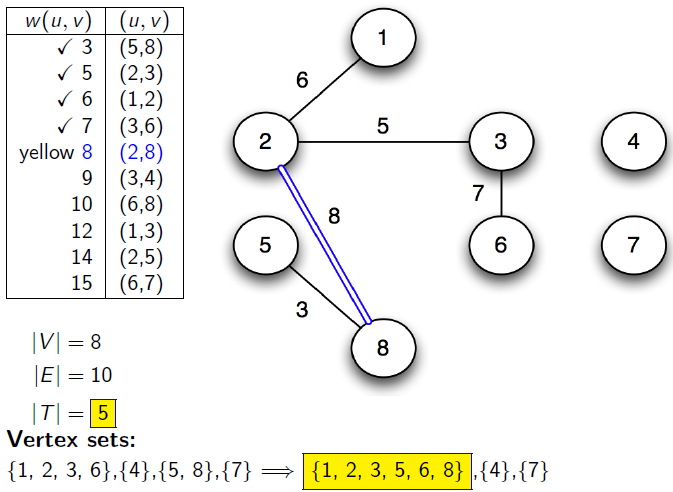 w(u, v) (u, v)
✓ 3 (5,8)
✓ 5 (2,3)
✓ 6 (1,2)
✓ 7 (3,6)
yellow 8 (2,8)
9 (3,4)
10 (6,8)
12 (1,3)
14 (2,5)
15 (6,7)
1
6
2
5
3
4
8
7
5
6
7
3
8
|V| = 8
|E| = 10
|T| = 5
Vertex sets:
{1, 2, 3, 6},{4},{5, 8},{7} ⟹ {1, 2, 3, 5, 6, 8} ,{4},{7}